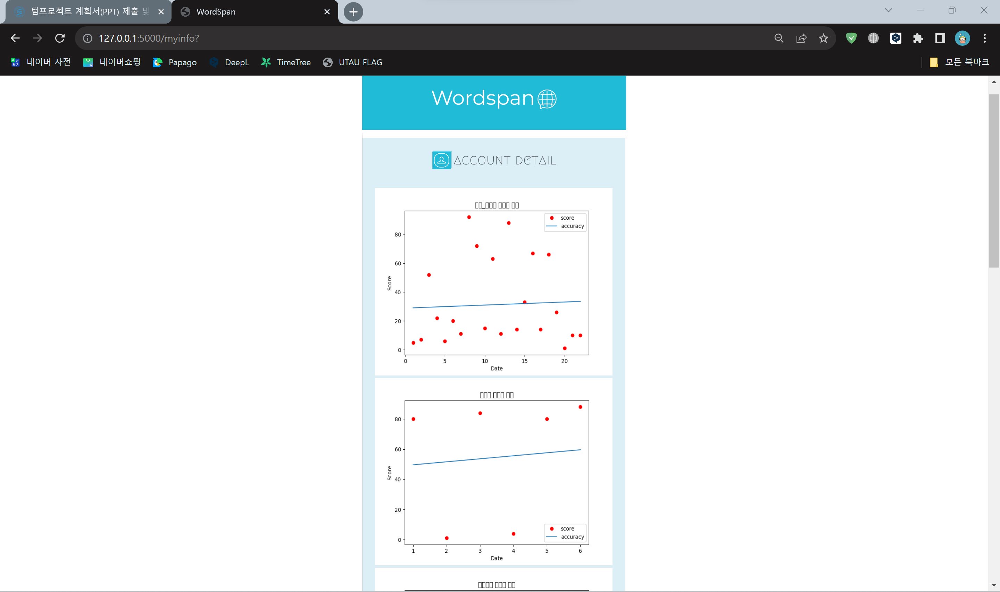 텀프로젝트 계획서(PPT) 제출 및
WordSpan
127.0.0.1:5000/myinfo?
네이버 사전
네이버쇼핑
Papago
DeepL
TimeTree
UTAU FLAG
모든 북마크
Wordspan
ACCOUNT DETAIL
score
accuracy
80
60
40
20
0
Score
0 5 10 15 20
Date
80
60
40
20
0
Score
score
accuracy
1 2 3 4 5 6
Date